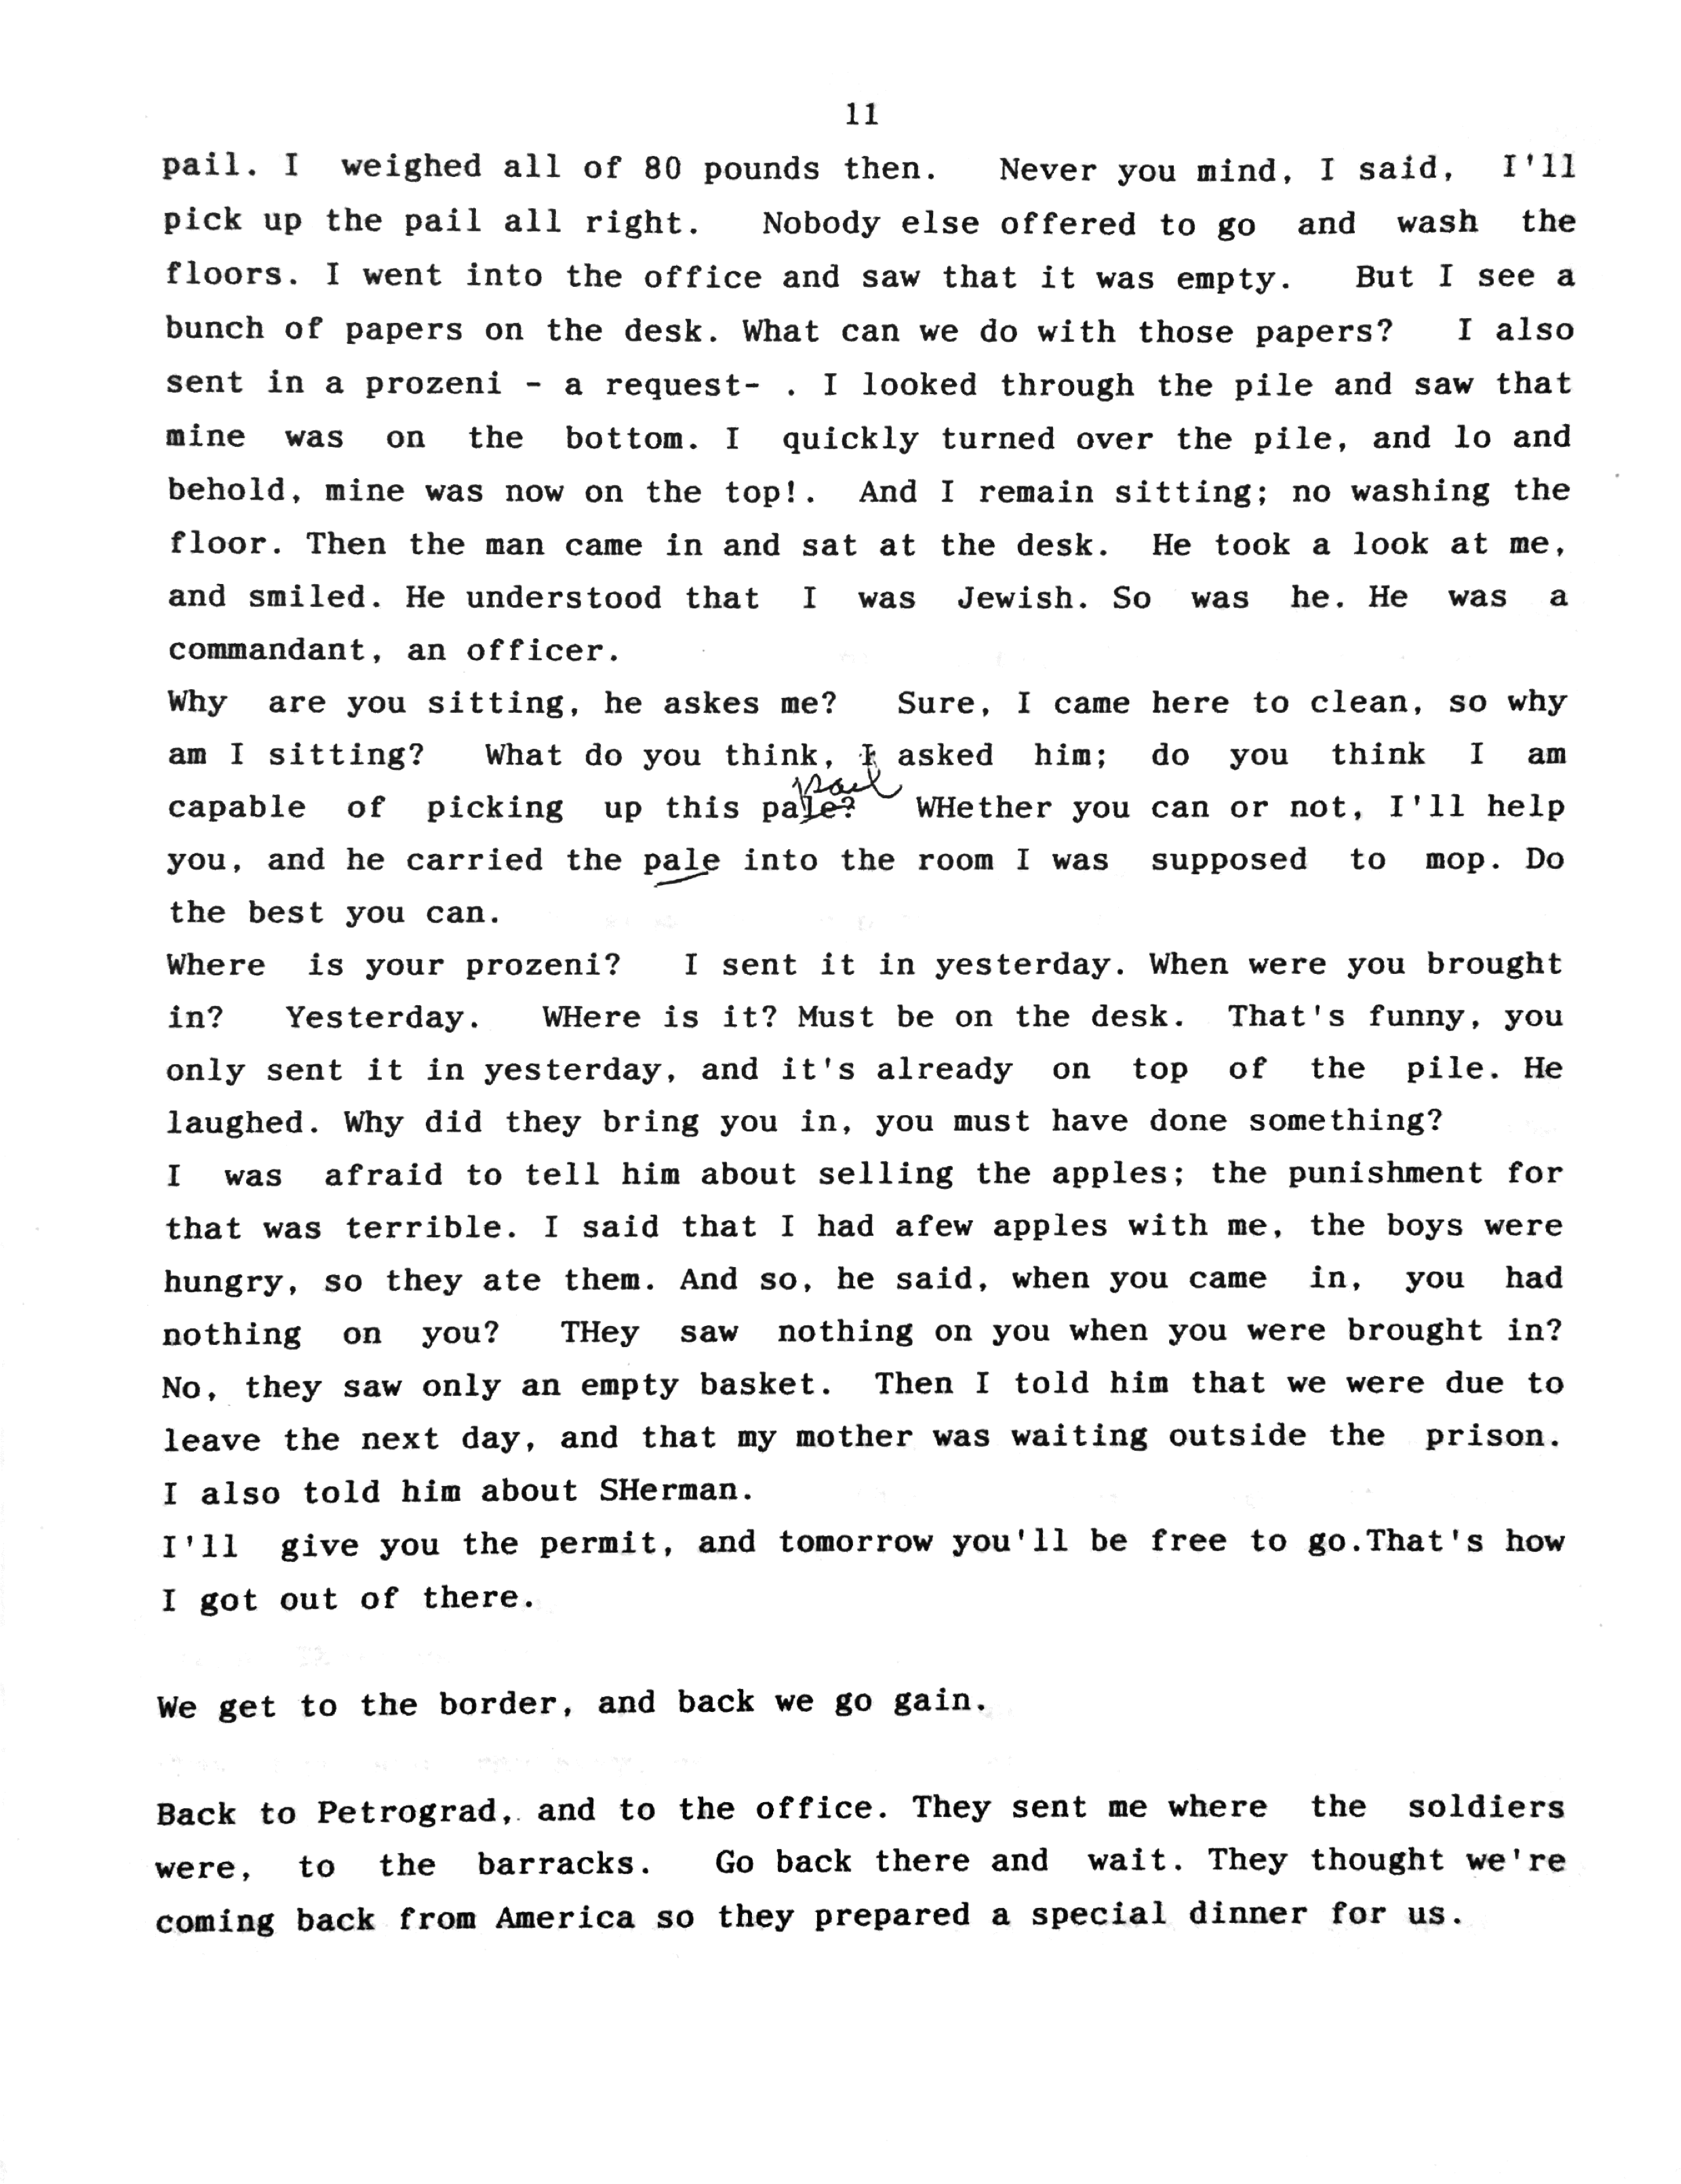 11
pail. I weighed all of 80 pounds then. Never you mind, I said, I'll
pick up the pail all right. Nobody else offered to go and wash the
floors. I went into the office and saw that it was empty. But I see a
bunch of papers on the desk. What can we do with those papers? I also
sent in a prozeni - a request- . I looked through the pile and saw that
mine was on the bottom. I quickly turned over the pile, and lo and
behold, mine was now on the top!. And I remain sitting; no washing the
floor. Then the man came in and sat at the desk. He took a look at me,
and smiled. He understood that I was Jewish. So was he. He was a
commandant, an officer.
Why are you sitting, he askes me? Sure, I came here to clean, so why
am I sitting? What do you think, I asked him; do you think I am
pail
capable of picking up this pale? WHether you can or not, I'll help
you, and he carried the pale into the room I was supposed to mop. Do
the best you can.
Where is your prozeni? I sent it in yesterday. When were you brought
in? Yesterday. WHere is it? Must be on the desk. That's funny, you
only sent it in yesterday, and it's already on top of the pile. He
laughed. Why did they bring you in, you must have done something?
I was afraid to tell him about selling the apples; the punishment for
that was terrible. I said that I had afew apples with me, the boys were
hungry, so they ate them. And so, he said, when you came in, you had
nothing on you? THey saw nothing on you when you were brought in?
No, they saw only an empty basket. Then I told him that we were due to
leave the next day, and that my mother was waiting outside the prison.
I also told him about SHerman.
I'll give you the permit, and tomorrow you'll be free to go.That's how
I got out of there.
We get to the border, and back we go gain.
Back to Petrograd, and to the office. They sent me where the soldiers
were, to the barracks. Go back there and wait. They thought we're
coming back from America so they prepared a special dinner for us.